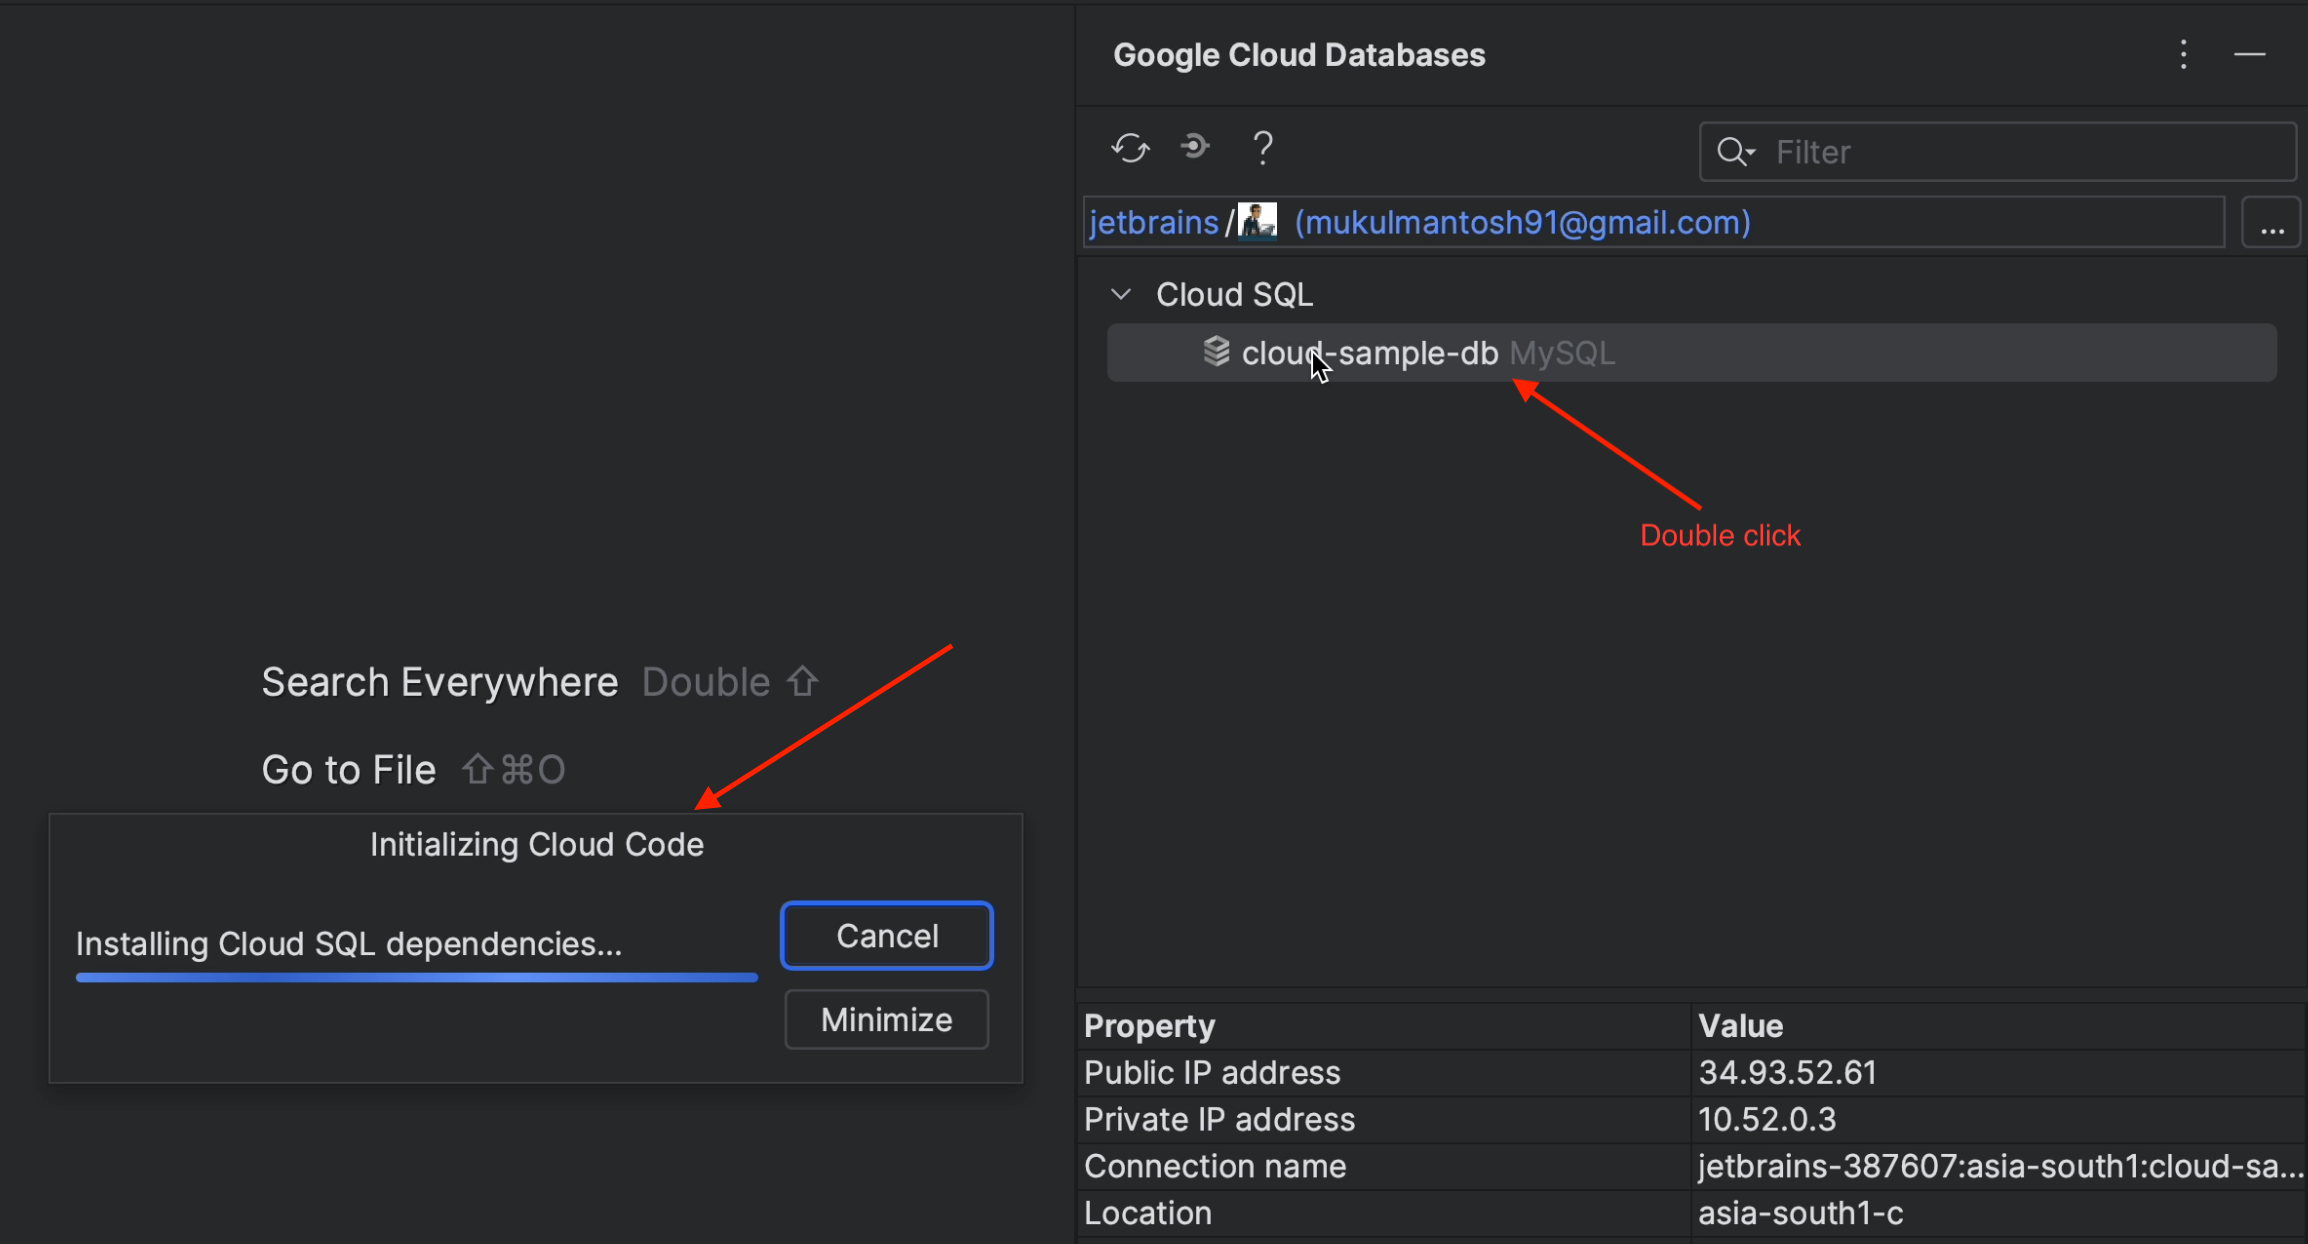 Google Cloud Databases
Filter
jetbrains / (mukulmantosh91@gmail.com)
...
Cloud SQL
cloud-sample-db MySQL
Double click
Search Everywhere Double ⇧
Go to File ⇧⌘O
Initializing Cloud Code
Installing Cloud SQL dependencies...
Cancel
Minimize
Property Value
Public IP address 34.93.52.61
Private IP address 10.52.0.3
Connection name jetbrains-387607:asia-south1:cloud-sa...
Location asia-south1-c